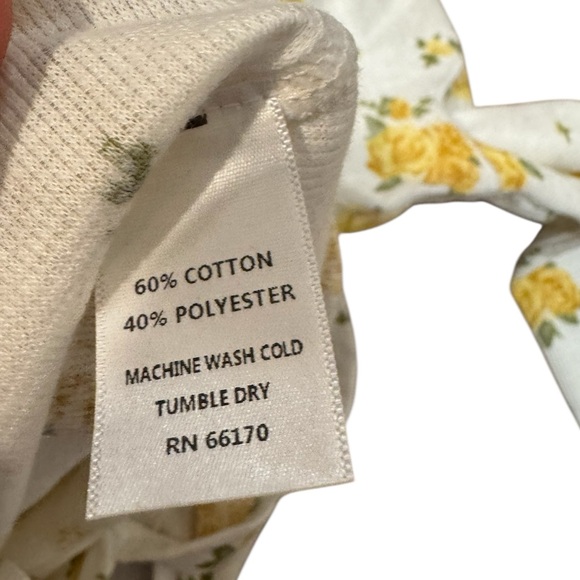 60% COTTON
40% POLYESTER
MACHINE WASH COLD
TUMBLE DRY
RN 66170